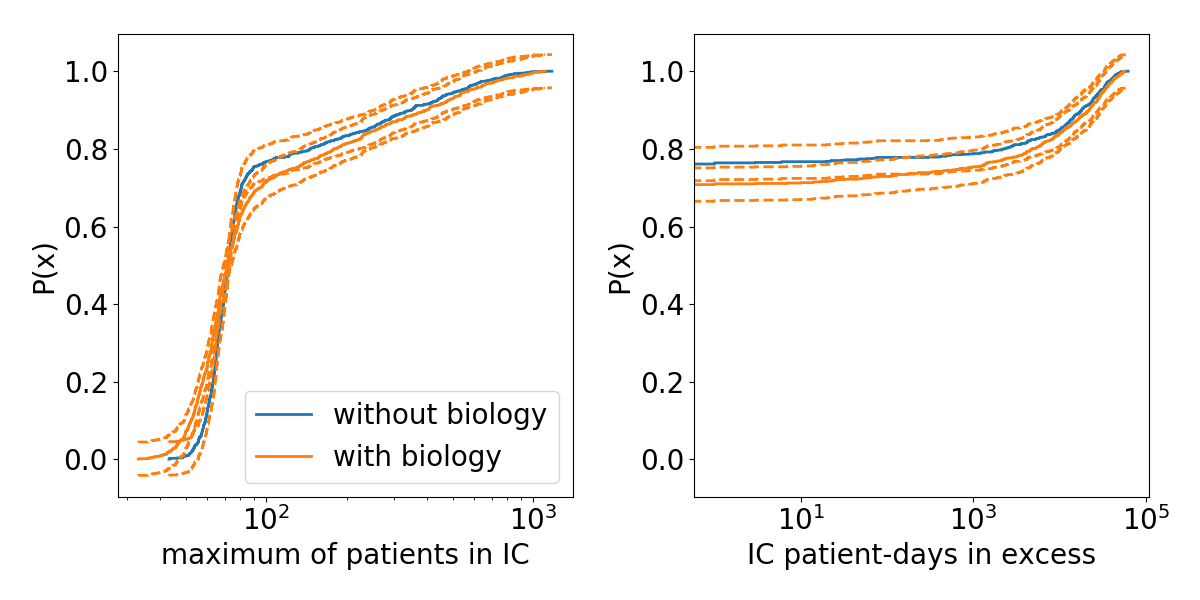 1.0
0.8
0.6
0.4
0.2
0.0
P(x)
without biology
with biology
10²
10³
maximum of patients in IC
1.0
0.8
0.6
0.4
0.2
0.0
P(x)
10¹
10³
10⁵
IC patient-days in excess